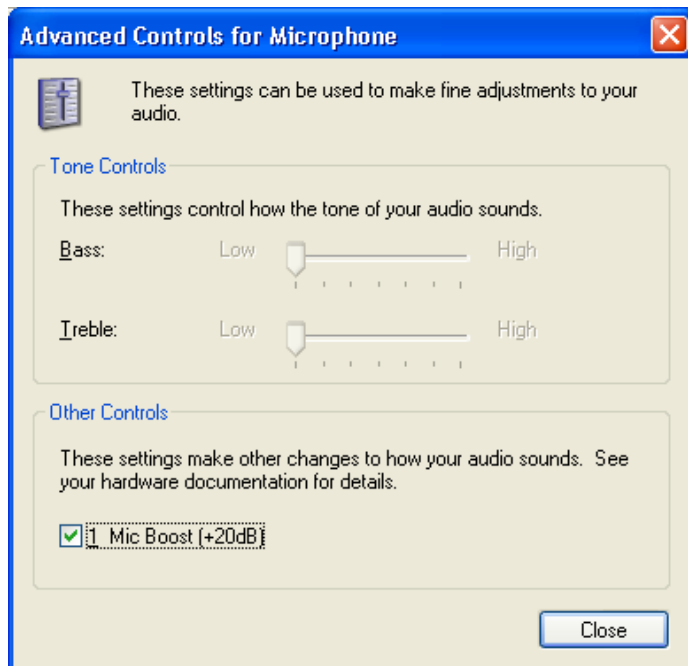 Advanced Controls for Microphone
These settings can be used to make fine adjustments to your
audio.
Tone Controls
These settings control how the tone of your audio sounds.
Bass: Low High
Treble: Low High
Other Controls
These settings make other changes to how your audio sounds.  See
your hardware documentation for details.
1  Mic Boost (+20dB)
Close